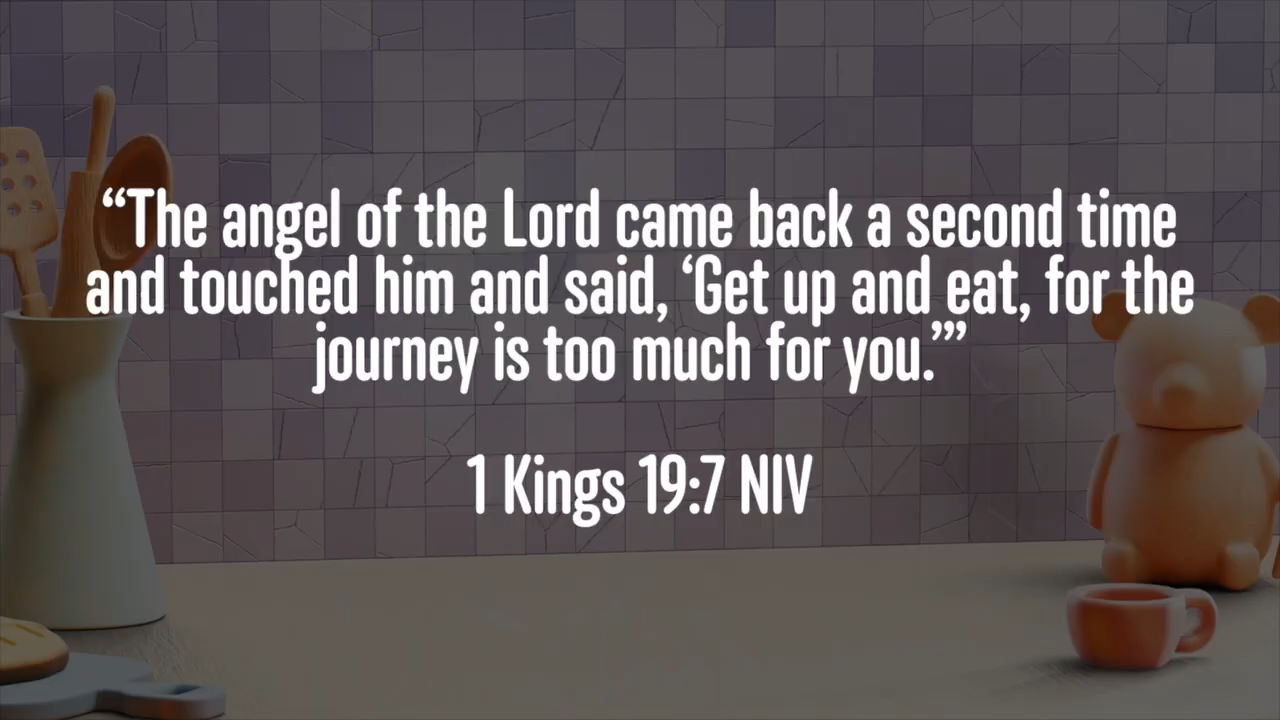 “The angel of the Lord came back a second time
and touched him and said, ‘Get up and eat, for the
journey is too much for you.’”
1 Kings 19:7 NIV